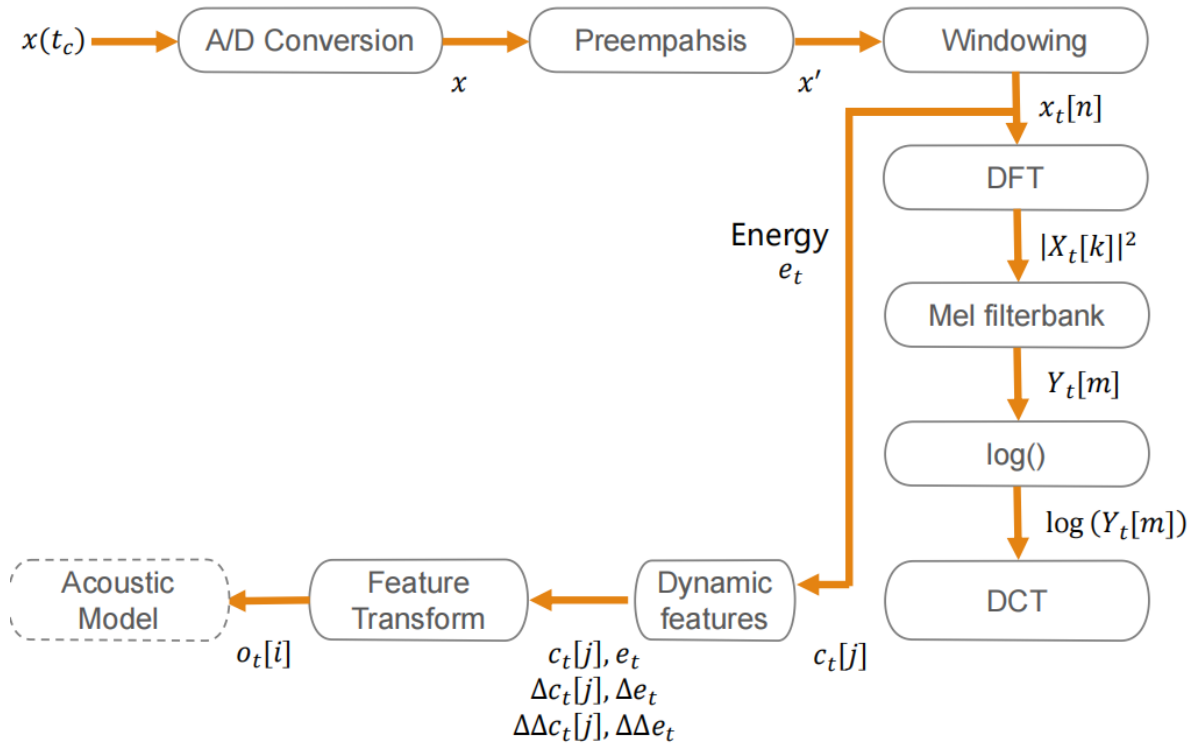 x(t_c)
A/D Conversion
x
Preempahsis
x′
Windowing
x_t[n]
DFT
|X_t[k]|²
Mel filterbank
Y_t[m]
log()
log (Y_t[m])
DCT
Energy
e_t
c_t[j]
Dynamic
features
c_t[j], e_t
Δc_t[j], Δe_t
ΔΔc_t[j], ΔΔe_t
Feature
Transform
o_t[i]
Acoustic
Model